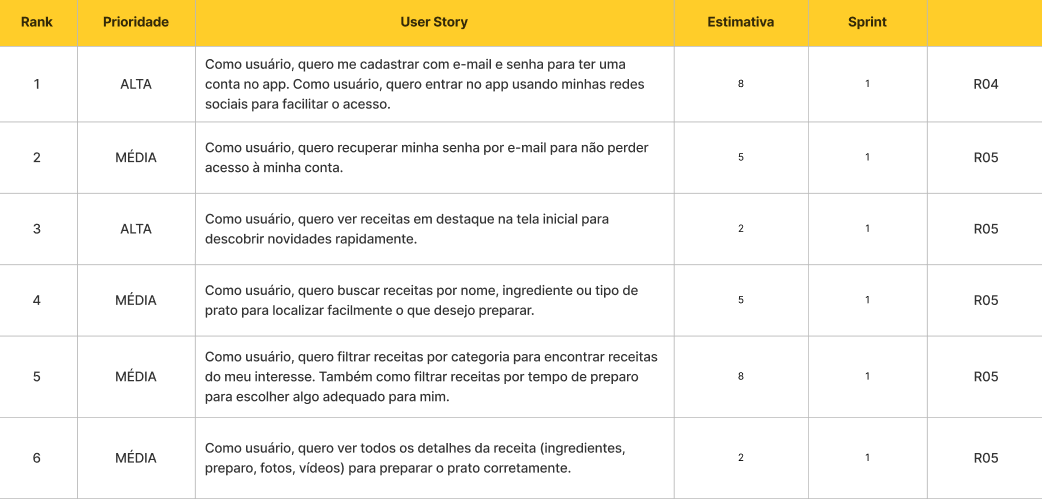 Rank Prioridade User Story Estimativa Sprint
1 ALTA Como usuário, quero me cadastrar com e-mail e senha para ter uma
conta no app. Como usuário, quero entrar no app usando minhas redes
sociais para facilitar o acesso. 8 1 R04
2 MÉDIA Como usuário, quero recuperar minha senha por e-mail para não perder
acesso à minha conta. 5 1 R05
3 ALTA Como usuário, quero ver receitas em destaque na tela inicial para
descobrir novidades rapidamente. 2 1 R05
4 MÉDIA Como usuário, quero buscar receitas por nome, ingrediente ou tipo de
prato para localizar facilmente o que desejo preparar. 5 1 R05
5 MÉDIA Como usuário, quero filtrar receitas por categoria para encontrar receitas
do meu interesse. Também como filtrar receitas por tempo de preparo
para escolher algo adequado para mim. 8 1 R05
6 MÉDIA Como usuário, quero ver todos os detalhes da receita (ingredientes,
preparo, fotos, vídeos) para preparar o prato corretamente. 2 1 R05